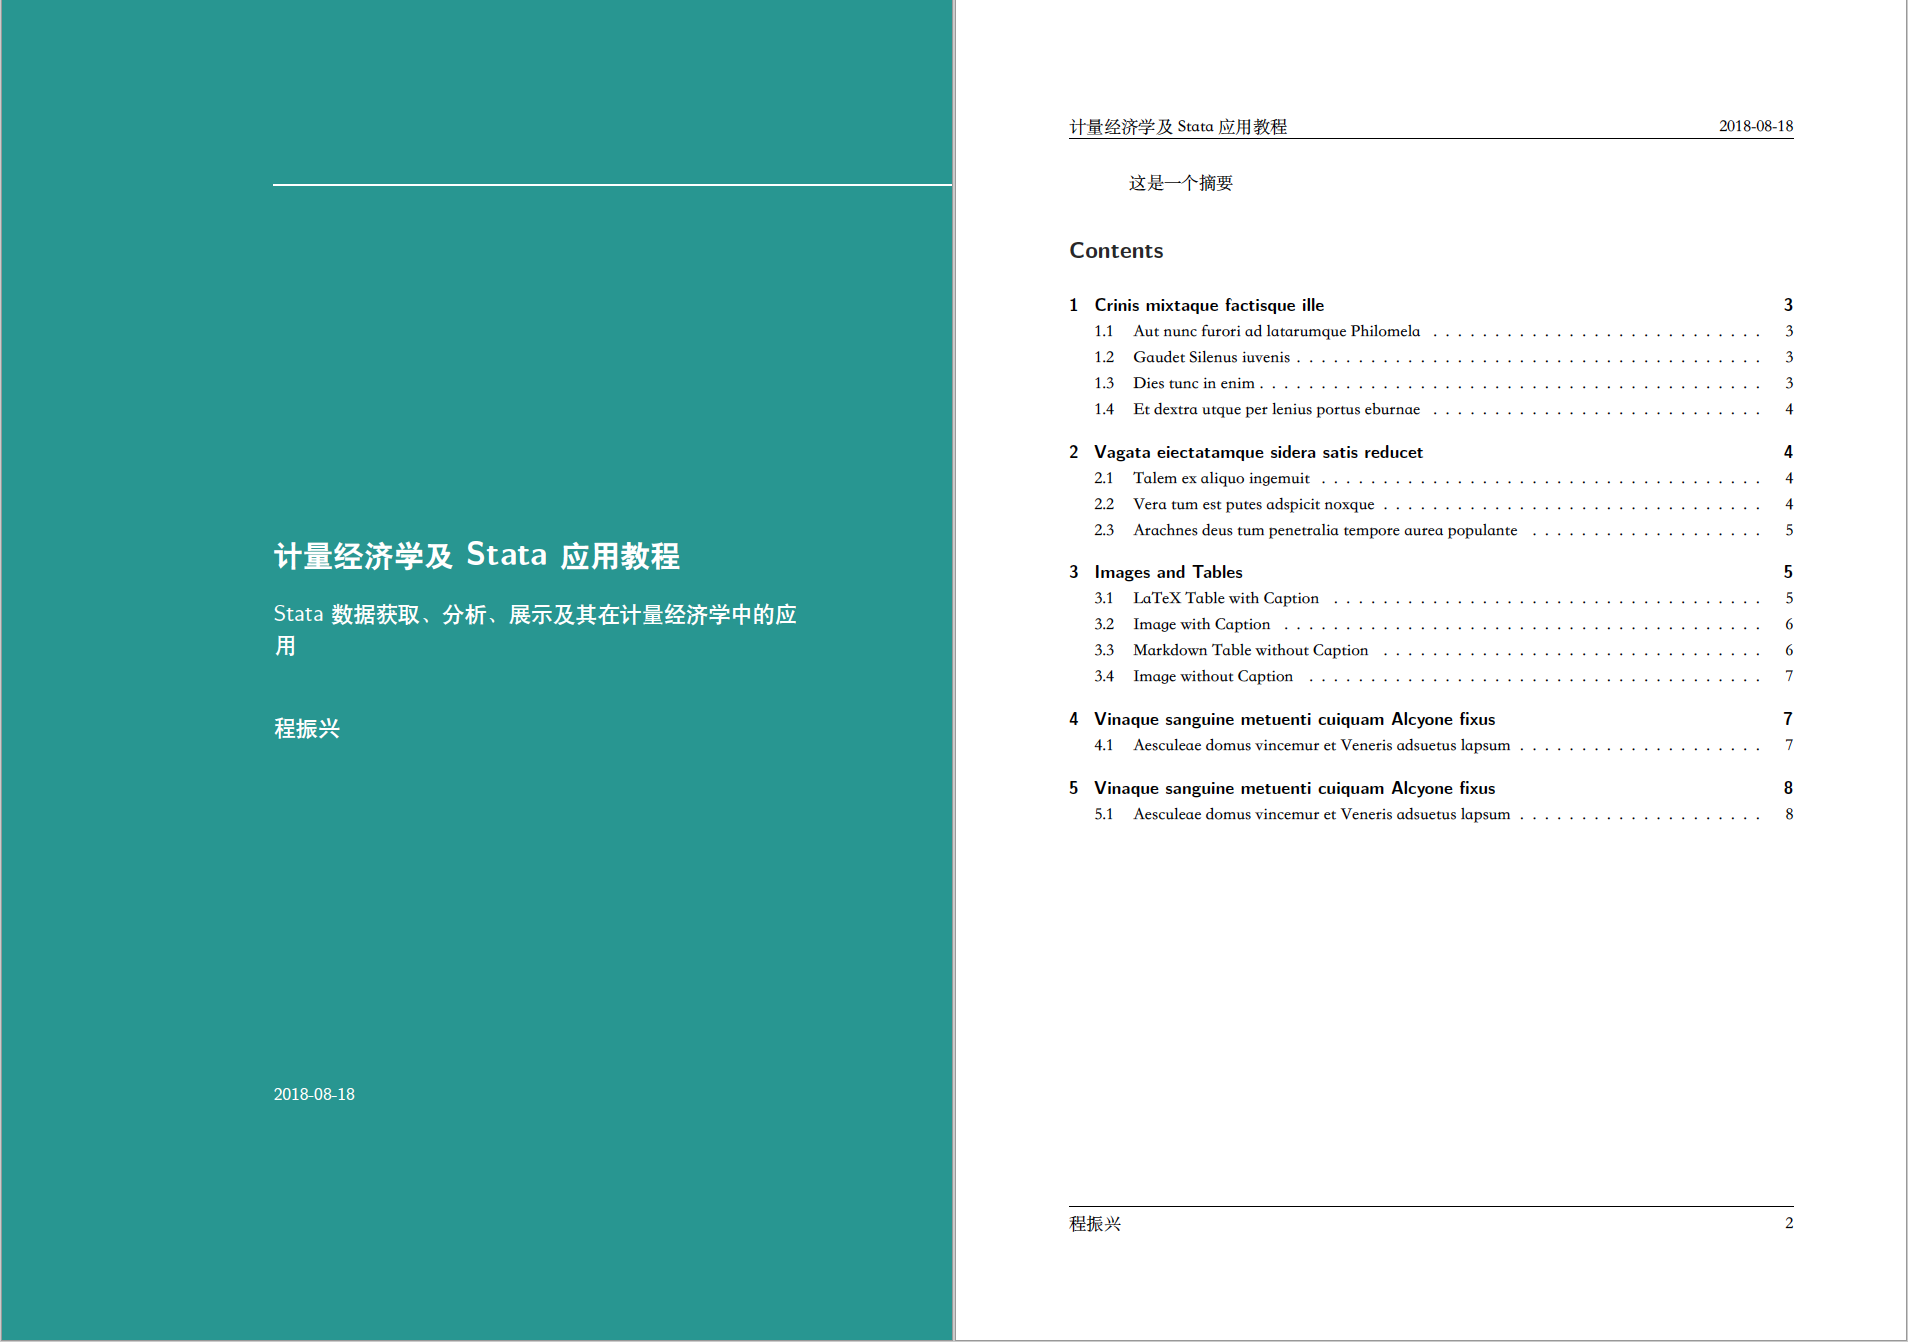 计量经济学及 Stata 应用教程
Stata 数据获取、分析、展示及其在计量经济学中的应
用
程振兴
2018-08-18
计量经济学及 Stata 应用教程 2018-08-18
这是一个摘要
Contents
1 Crinis mixtaque factisque ille 3
1.1 Aut nunc furori ad latarumque Philomela . . . . . . . . . . . . . . . . . . . . . . . . . . . 3
1.2 Gaudet Silenus iuvenis . . . . . . . . . . . . . . . . . . . . . . . . . . . . . . . . . . . . . . 3
1.3 Dies tunc in enim . . . . . . . . . . . . . . . . . . . . . . . . . . . . . . . . . . . . . . . . . 3
1.4 Et dextra utque per lenius portus eburnae . . . . . . . . . . . . . . . . . . . . . . . . . . . 4
2 Vagata eiectatamque sidera satis reducet 4
2.1 Talem ex aliquo ingemuit . . . . . . . . . . . . . . . . . . . . . . . . . . . . . . . . . . . . 4
2.2 Vera tum est putes adspicit noxque . . . . . . . . . . . . . . . . . . . . . . . . . . . . . . . 4
2.3 Arachnes deus tum penetralia tempore aurea populante . . . . . . . . . . . . . . . . . . . 5
3 Images and Tables 5
3.1 LaTeX Table with Caption . . . . . . . . . . . . . . . . . . . . . . . . . . . . . . . . . . . 5
3.2 Image with Caption . . . . . . . . . . . . . . . . . . . . . . . . . . . . . . . . . . . . . . . 6
3.3 Markdown Table without Caption . . . . . . . . . . . . . . . . . . . . . . . . . . . . . . . 6
3.4 Image without Caption . . . . . . . . . . . . . . . . . . . . . . . . . . . . . . . . . . . . . 7
4 Vinaque sanguine metuenti cuiquam Alcyone fixus 7
4.1 Aesculeae domus vincemur et Veneris adsuetus lapsum . . . . . . . . . . . . . . . . . . . . 7
5 Vinaque sanguine metuenti cuiquam Alcyone fixus 8
5.1 Aesculeae domus vincemur et Veneris adsuetus lapsum . . . . . . . . . . . . . . . . . . . . 8
程振兴 2